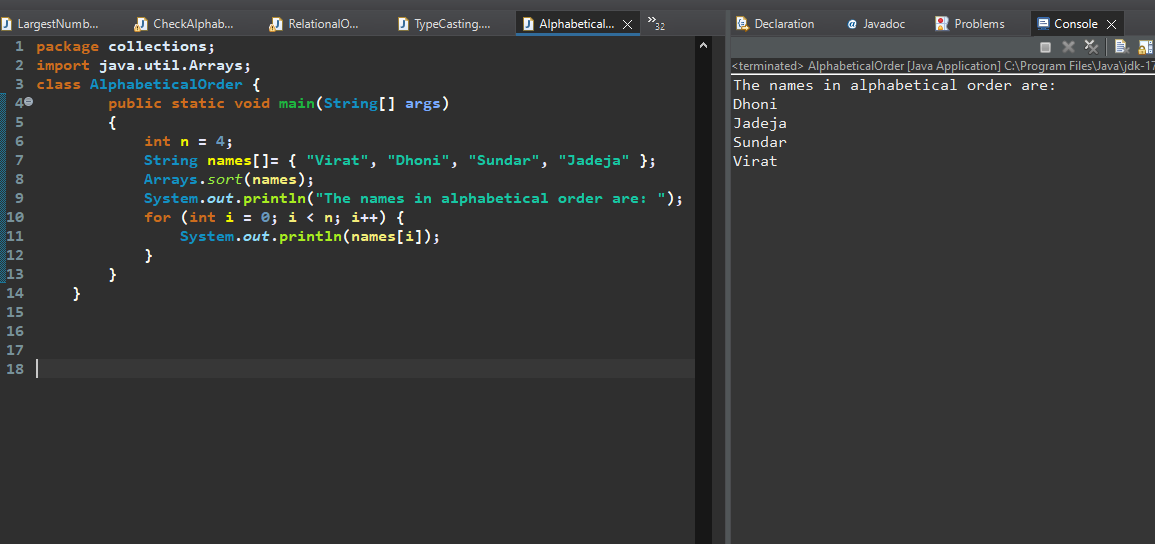 LargestNumb... CheckAlphab... RelationalO... TypeCasting.... Alphabetical... »32
1 package collections;
2 import java.util.Arrays;
3 class AlphabeticalOrder {
4 public static void main(String[] args)
5 {
6 int n = 4;
7 String names[]= { "Virat", "Dhoni", "Sundar", "Jadeja" };
8 Arrays.sort(names);
9 System.out.println("The names in alphabetical order are: ");
10 for (int i = 0; i < n; i++) {
11 System.out.println(names[i]);
12 }
13 }
14 }
15
16
17
18
Declaration @ Javadoc Problems Console
<terminated> AlphabeticalOrder [Java Application] C:\Program Files\Java\jdk-17
The names in alphabetical order are:
Dhoni
Jadeja
Sundar
Virat